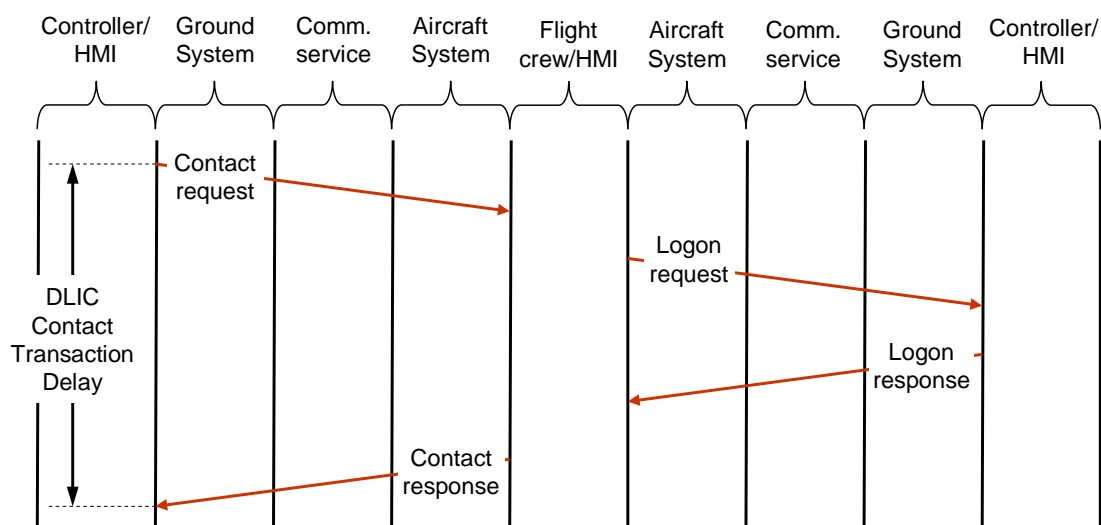 Controller/
HMI
Ground
System
Comm.
service
Aircraft
System
Flight
crew/HMI
Aircraft
System
Comm.
service
Ground
System
Controller/
HMI
Contact
request
Logon
request
DLIC
Contact
Transaction
Delay
Logon
response
Contact
response